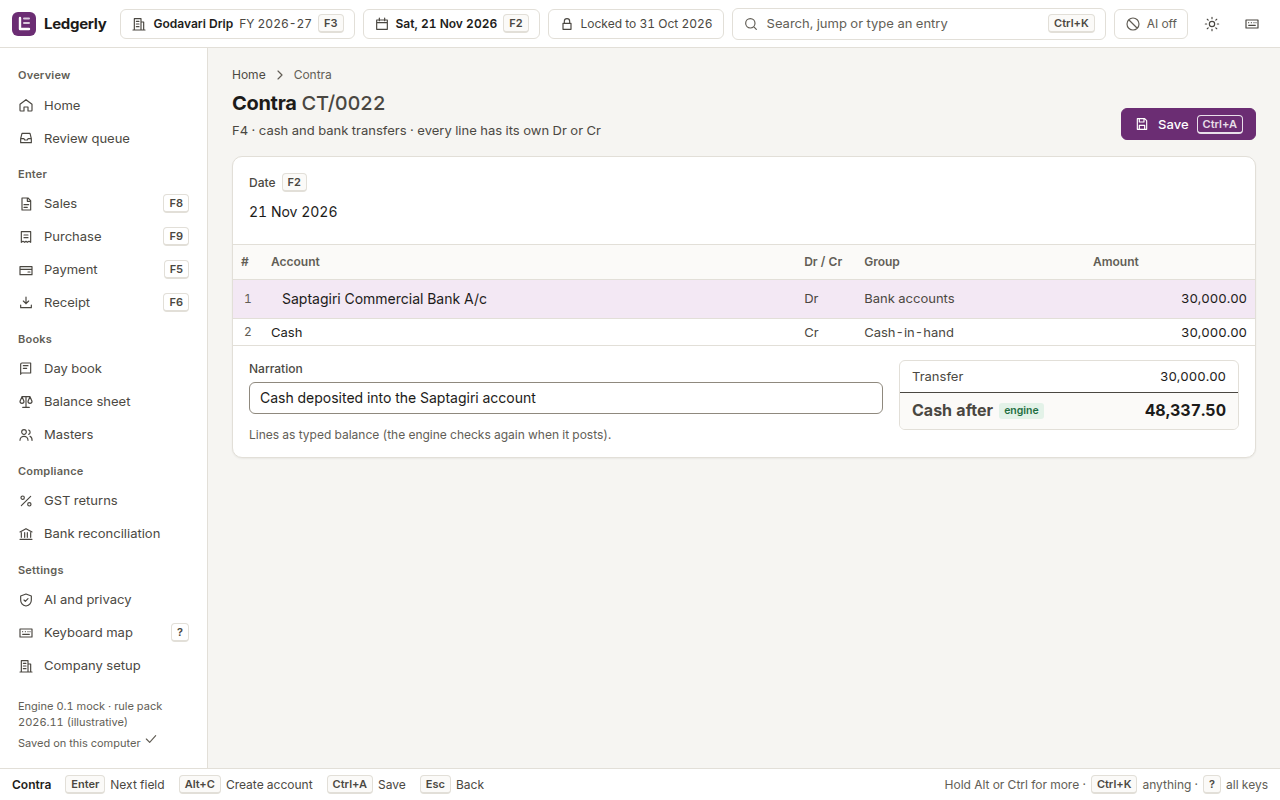 Ledgerly
Godavari Drip FY 2026-27 F3
Sat, 21 Nov 2026 F2
Locked to 31 Oct 2026
Search, jump or type an entry Ctrl+K
AI off
Overview
Home
Review queue
Enter
Sales F8
Purchase F9
Payment F5
Receipt F6
Books
Day book
Balance sheet
Masters
Compliance
GST returns
Bank reconciliation
Settings
AI and privacy
Keyboard map ?
Company setup
Engine 0.1 mock · rule pack
2026.11 (illustrative)
Saved on this computer
Home Contra
Contra CT/0022
F4 · cash and bank transfers · every line has its own Dr or Cr
Save Ctrl+A
Date F2
21 Nov 2026
# Account Dr / Cr Group Amount
1 Saptagiri Commercial Bank A/c Dr Bank accounts 30,000.00
2 Cash Cr Cash-in-hand 30,000.00
Narration
Cash deposited into the Saptagiri account
Lines as typed balance (the engine checks again when it posts).
Transfer 30,000.00
Cash after engine 48,337.50
Contra Enter Next field Alt+C Create account Ctrl+A Save Esc Back
Hold Alt or Ctrl for more · Ctrl+K anything · ? all keys